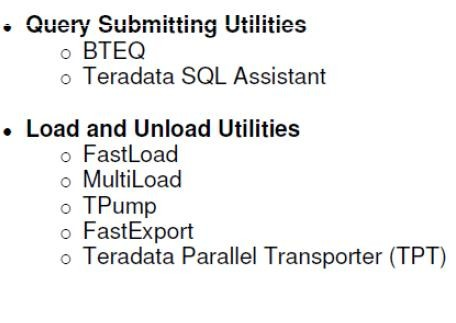 • Query Submitting Utilities
o BTEQ
o Teradata SQL Assistant
• Load and Unload Utilities
o FastLoad
o MultiLoad
o TPump
o FastExport
o Teradata Parallel Transporter (TPT)